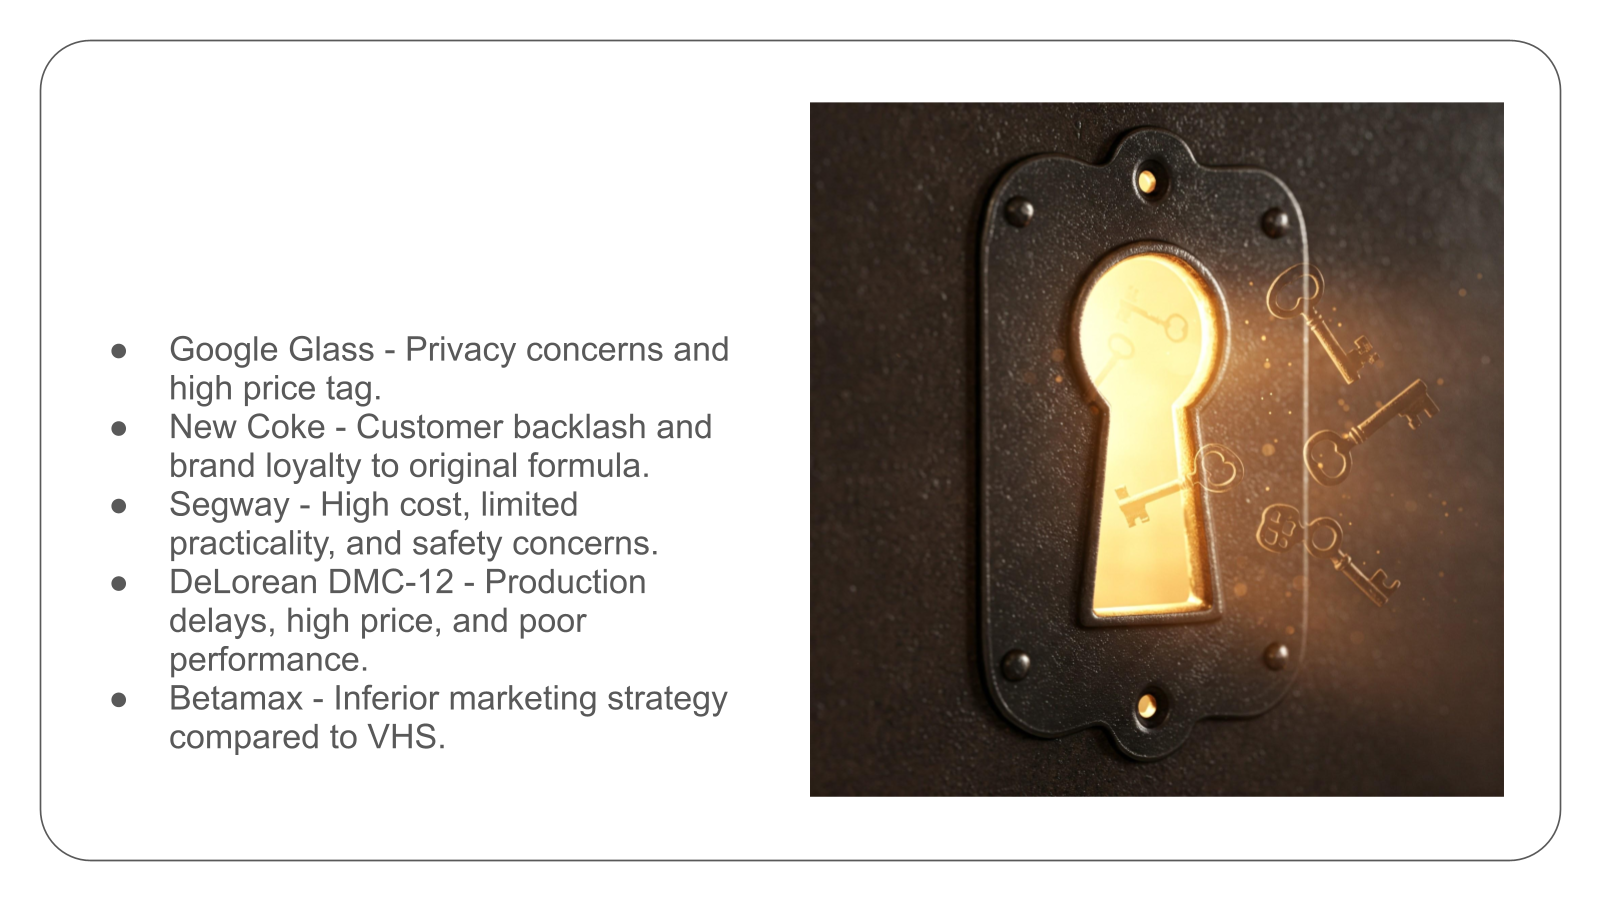 ● Google Glass - Privacy concerns and
high price tag.
● New Coke - Customer backlash and
brand loyalty to original formula.
● Segway - High cost, limited
practicality, and safety concerns.
● DeLorean DMC-12 - Production
delays, high price, and poor
performance.
● Betamax - Inferior marketing strategy
compared to VHS.